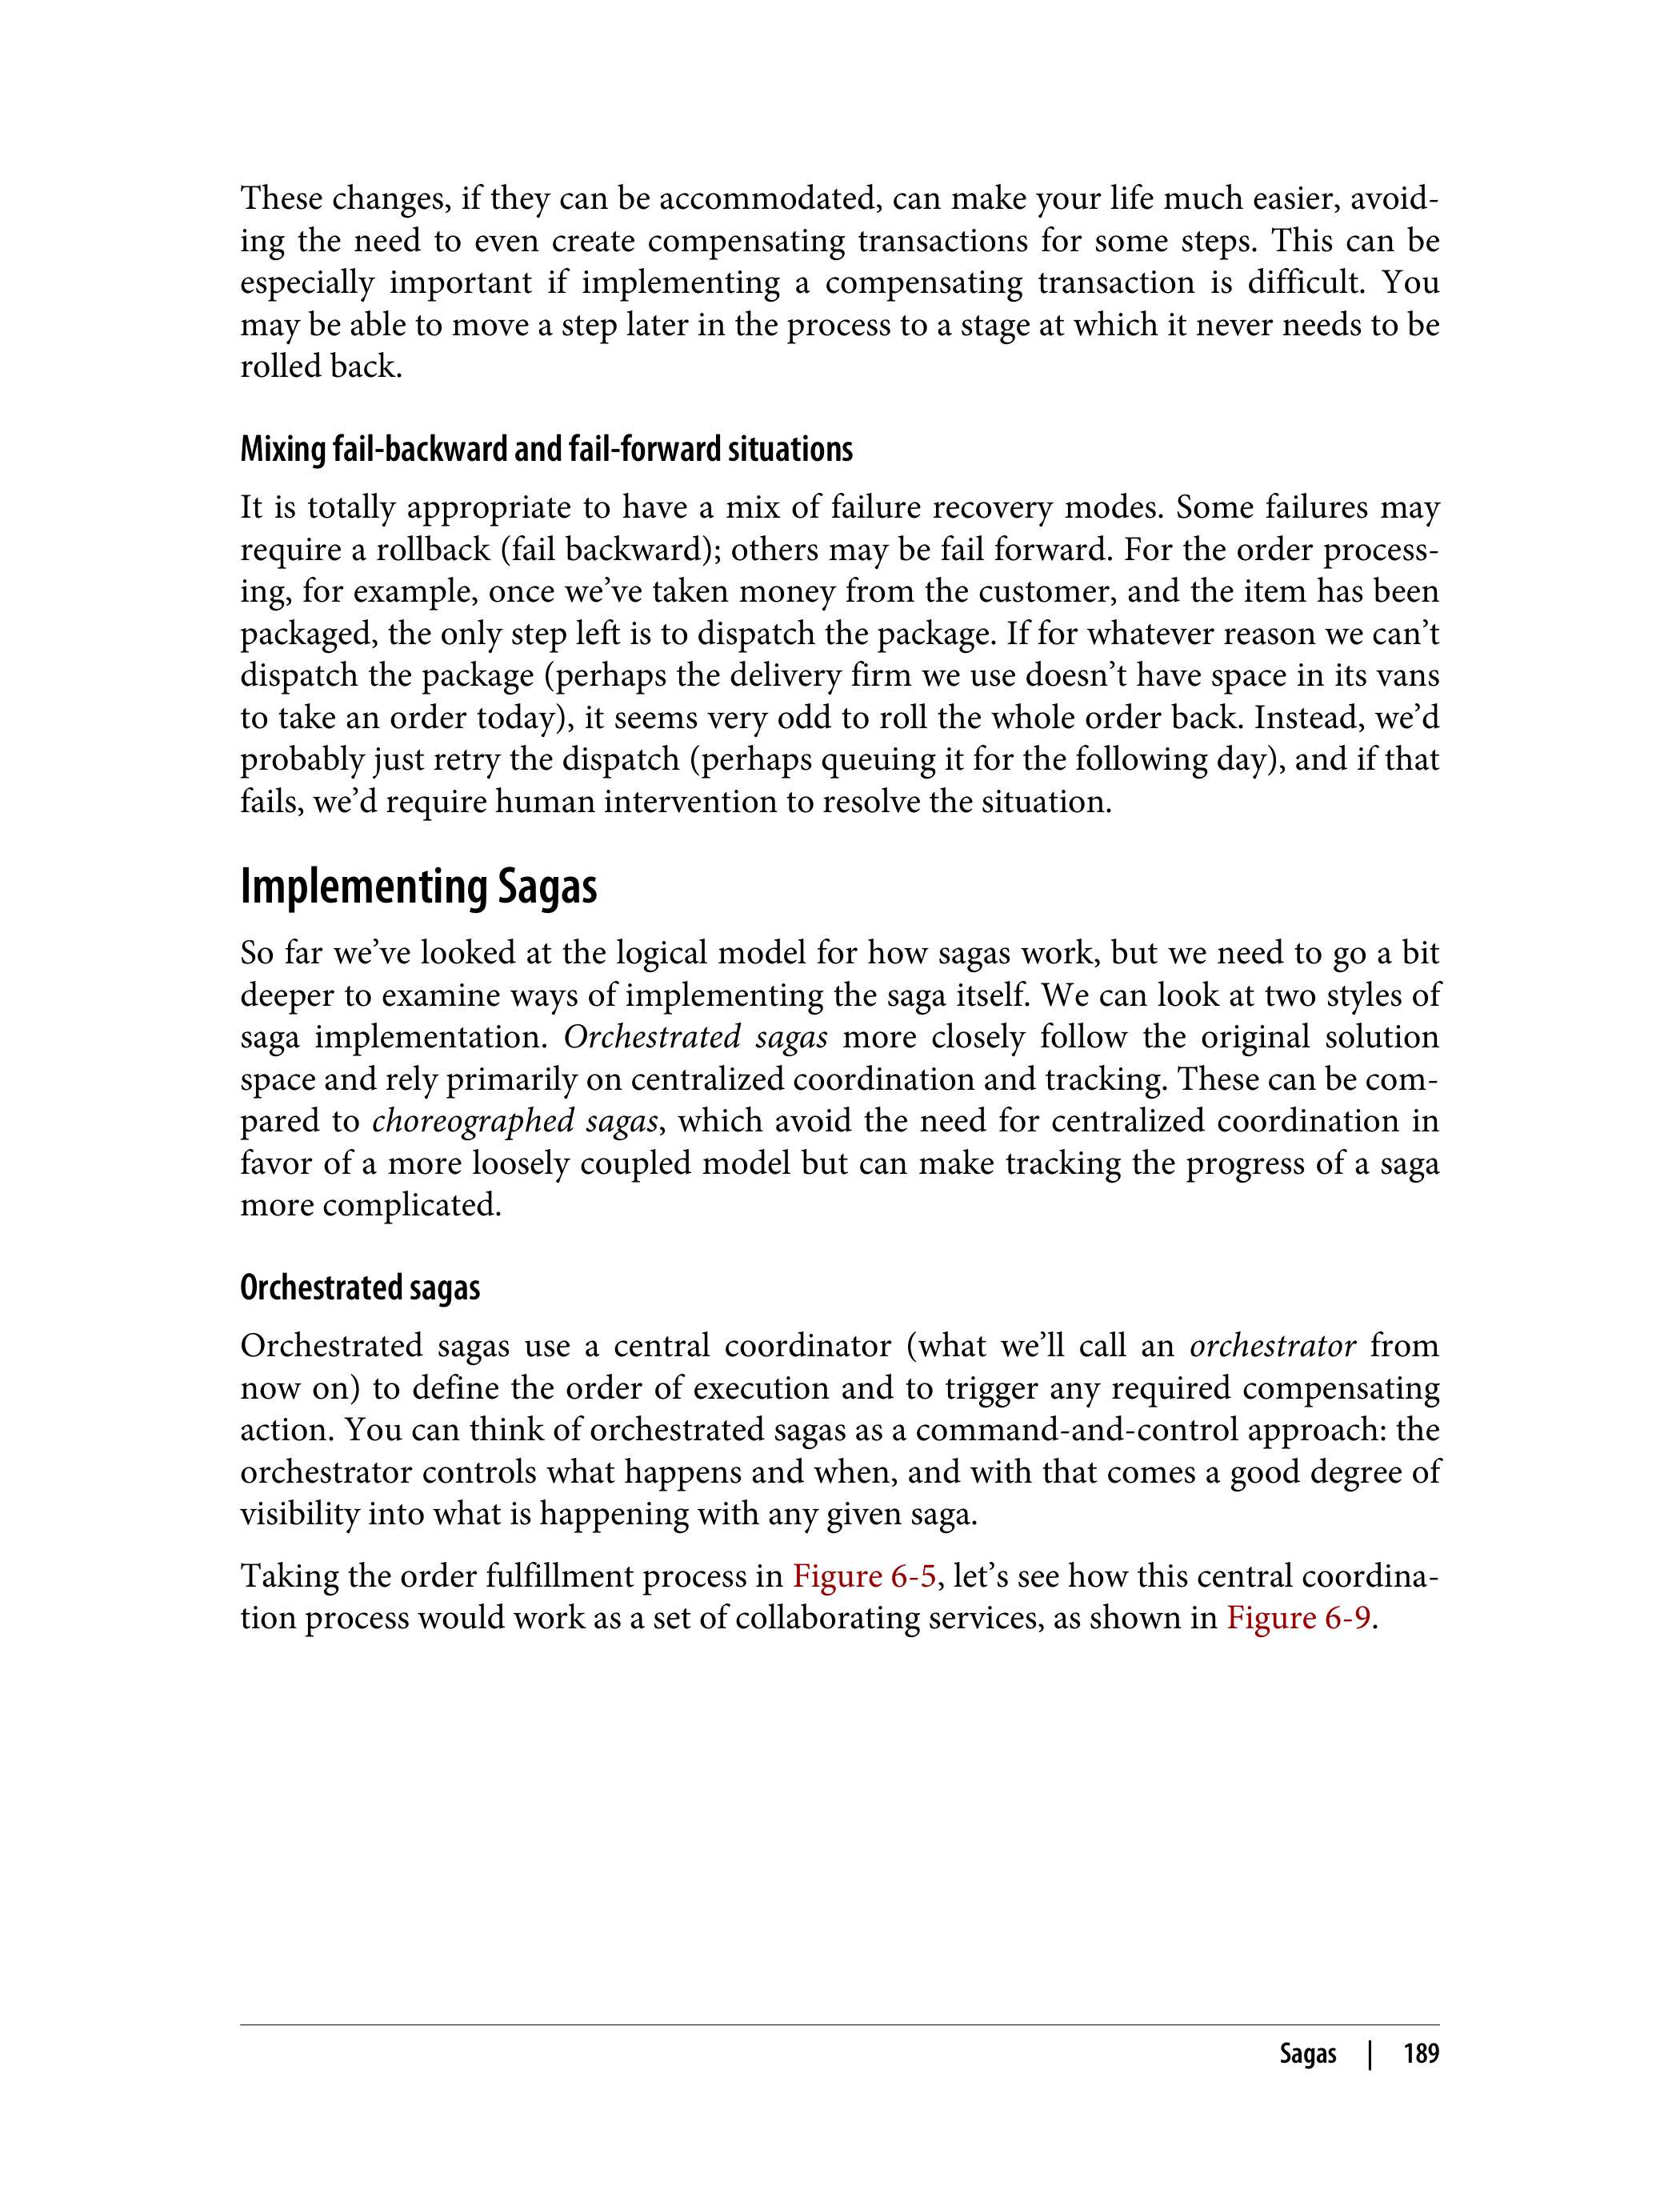 These changes, if they can be accommodated, can make your life much easier, avoid-
ing the need to even create compensating transactions for some steps. This can be
especially important if implementing a compensating transaction is difficult. You
may be able to move a step later in the process to a stage at which it never needs to be
rolled back.
Mixing fail-backward and fail-forward situations
It is totally appropriate to have a mix of failure recovery modes. Some failures may
require a rollback (fail backward); others may be fail forward. For the order process-
ing, for example, once we’ve taken money from the customer, and the item has been
packaged, the only step left is to dispatch the package. If for whatever reason we can’t
dispatch the package (perhaps the delivery firm we use doesn’t have space in its vans
to take an order today), it seems very odd to roll the whole order back. Instead, we’d
probably just retry the dispatch (perhaps queuing it for the following day), and if that
fails, we’d require human intervention to resolve the situation.
Implementing Sagas
So far we’ve looked at the logical model for how sagas work, but we need to go a bit
deeper to examine ways of implementing the saga itself. We can look at two styles of
saga implementation. Orchestrated sagas more closely follow the original solution
space and rely primarily on centralized coordination and tracking. These can be com-
pared to choreographed sagas, which avoid the need for centralized coordination in
favor of a more loosely coupled model but can make tracking the progress of a saga
more complicated.
Orchestrated sagas
Orchestrated sagas use a central coordinator (what we’ll call an orchestrator from
now on) to define the order of execution and to trigger any required compensating
action. You can think of orchestrated sagas as a command-and-control approach: the
orchestrator controls what happens and when, and with that comes a good degree of
visibility into what is happening with any given saga.
Taking the order fulfillment process in Figure 6-5, let’s see how this central coordina-
tion process would work as a set of collaborating services, as shown in Figure 6-9.
Sagas | 189